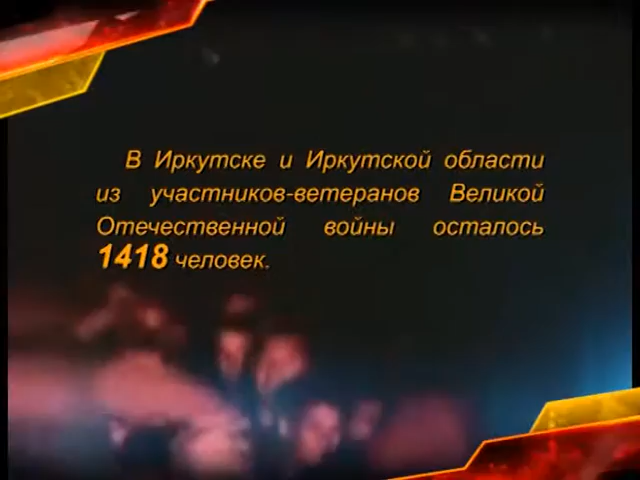 В Иркутске и Иркутской области
из участников-ветеранов Великой
Отечественной войны осталось
1418 человек.